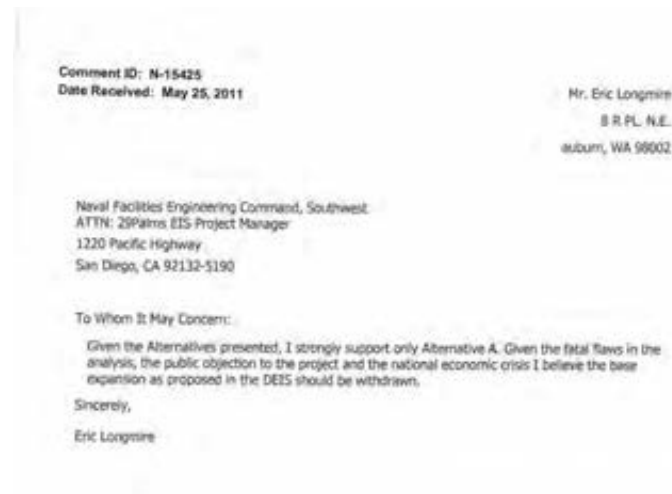 Comment ID: N-15425
Date Received: May 25, 2011
Mr. Eric Longmire
8 R PL. N.E.
auburn, WA 98002
Naval Facilities Engineering Command, Southwest
ATTN: 29Palms EIS Project Manager
1220 Pacific Highway
San Diego, CA 92132-5190
To Whom It May Concern:
Given the Alternatives presented, I strongly support only Alternative A. Given the fatal flaws in the
analysis, the public objection to the project and the national economic crisis I believe the base
expansion as proposed in the DEIS should be withdrawn.
Sincerely,
Eric Longmire